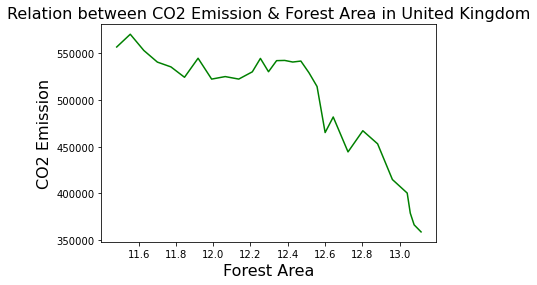 Relation between CO2 Emission & Forest Area in United Kingdom
CO2 Emission
550000
500000
450000
400000
350000
11.6 11.8 12.0 12.2 12.4 12.6 12.8 13.0
Forest Area